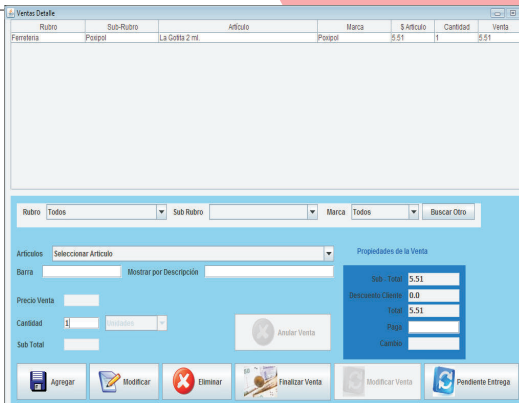 Ventas Detalle
Rubro Sub-Rubro Artículo Marca $ Articulo Cantidad Venta
Ferreteria Poxipol La Gotita 2 ml. Poxipol 5.51 1 5.51
Rubro Todos Sub Rubro Marca Todos Buscar Otro
Articulos Seleccionar Articulo Propiedades de la Venta
Barra Mostrar por Descripción
Sub - Total 5.51
Precio Venta Descuento Cliente 0.0
Total 5.51
Cantidad 1 Unidades Anular Venta Paga
Sub Total Cambio
Agregar Modificar Eliminar Finalizar Venta Modificar Venta Pendiente Entrega